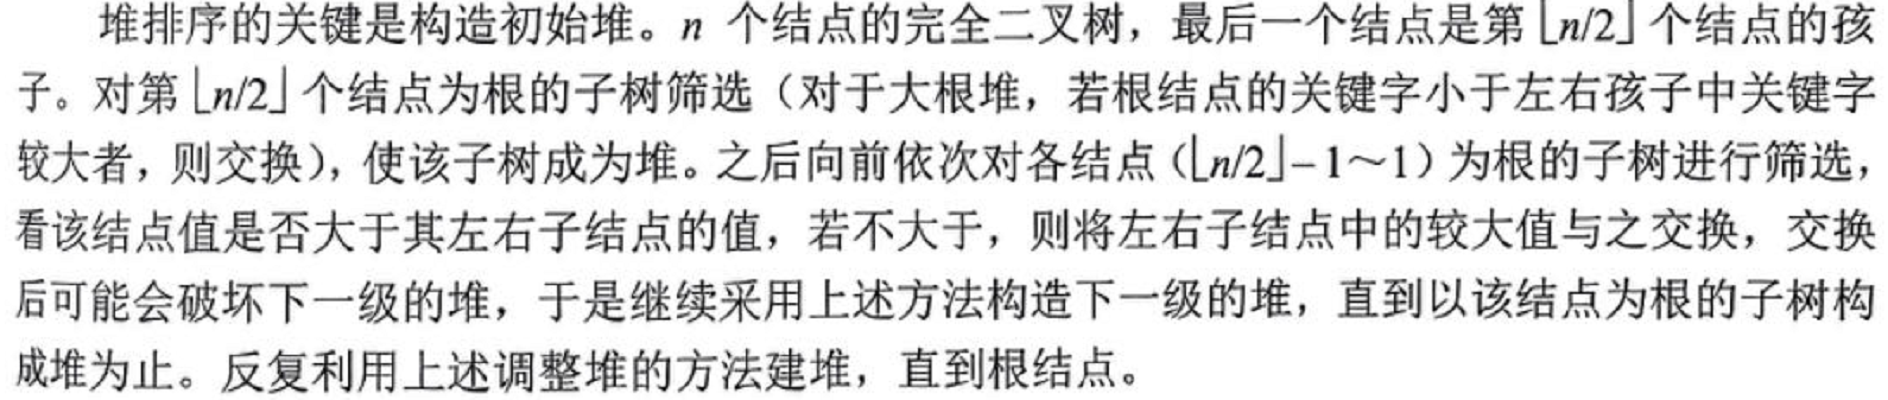 堆排序的关键是构造初始堆。n 个结点的完全二叉树，最后一个结点是第⌊n/2⌋个结点的孩
子。对第⌊n/2⌋个结点为根的子树筛选（对于大根堆，若根结点的关键字小于左右孩子中关键字
较大者，则交换），使该子树成为堆。之后向前依次对各结点（⌊n/2⌋–1～1）为根的子树进行筛选，
看该结点值是否大于其左右子结点的值，若不大于，则将左右子结点中的较大值与之交换，交换
后可能会破坏下一级的堆，于是继续采用上述方法构造下一级的堆，直到以该结点为根的子树构
成堆为止。反复利用上述调整堆的方法建堆，直到根结点。